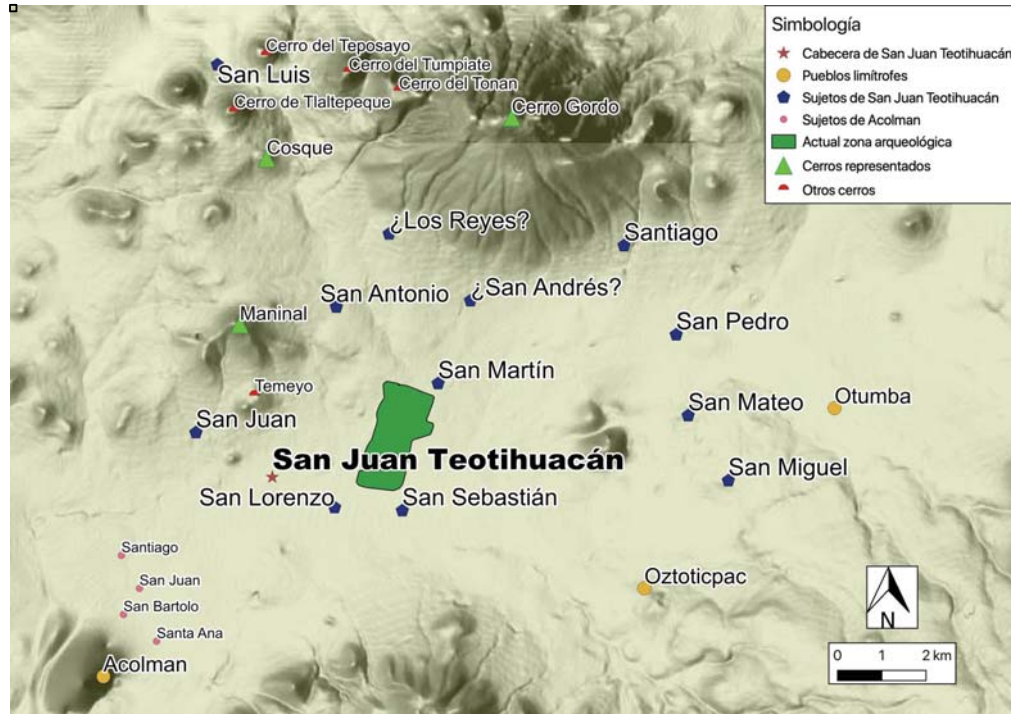 Simbología
Cabecera de San Juan Teotihuacán
Pueblos limítrofes
Sujetos de San Juan Teotihuacán
Sujetos de Acolman
Actual zona arqueológica
Cerros representados
Otros cerros
Cerro del Teposayo
San Luis
Cerro del Tumpiate
Cerro del Tonan
Cerro de Tlaltepeque
Cerro Gordo
Cosque
¿Los Reyes?
Santiago
San Antonio
¿San Andrés?
Maninal
San Pedro
San Martín
Temeyo
Otumba
San Mateo
San Juan
San Juan Teotihuacán
San Miguel
San Lorenzo
San Sebastián
Santiago
San Juan
Oztoticpac
San Bartolo
Santa Ana
Acolman
N
0 1 2 km